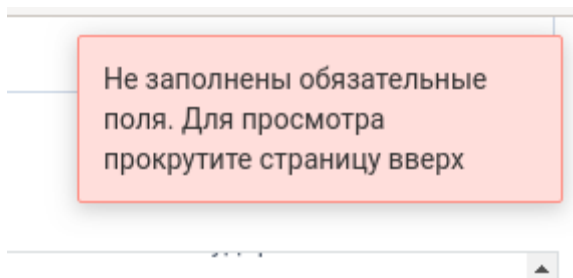 Не заполнены обязательные
поля. Для просмотра
прокрутите страницу вверх